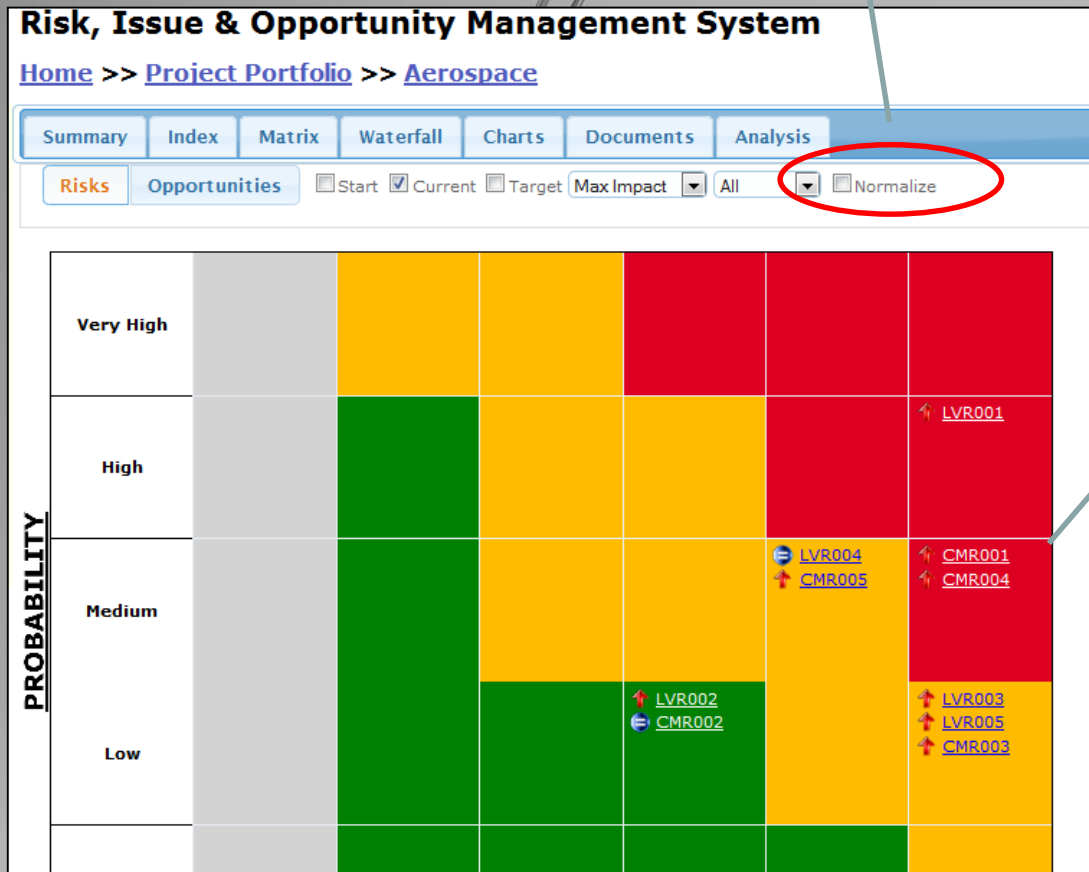 Risk, Issue & Opportunity Management System
Home >> Project Portfolio >> Aerospace
Summary Index Matrix Waterfall Charts Documents Analysis
Risks Opportunities Start Current Target Max Impact All Normalize
Very High
LVR001
High
PROBABILITY
LVR004 CMR001
CMR005 CMR004
Medium
LVR002 LVR003
CMR002 LVR005
CMR003
Low